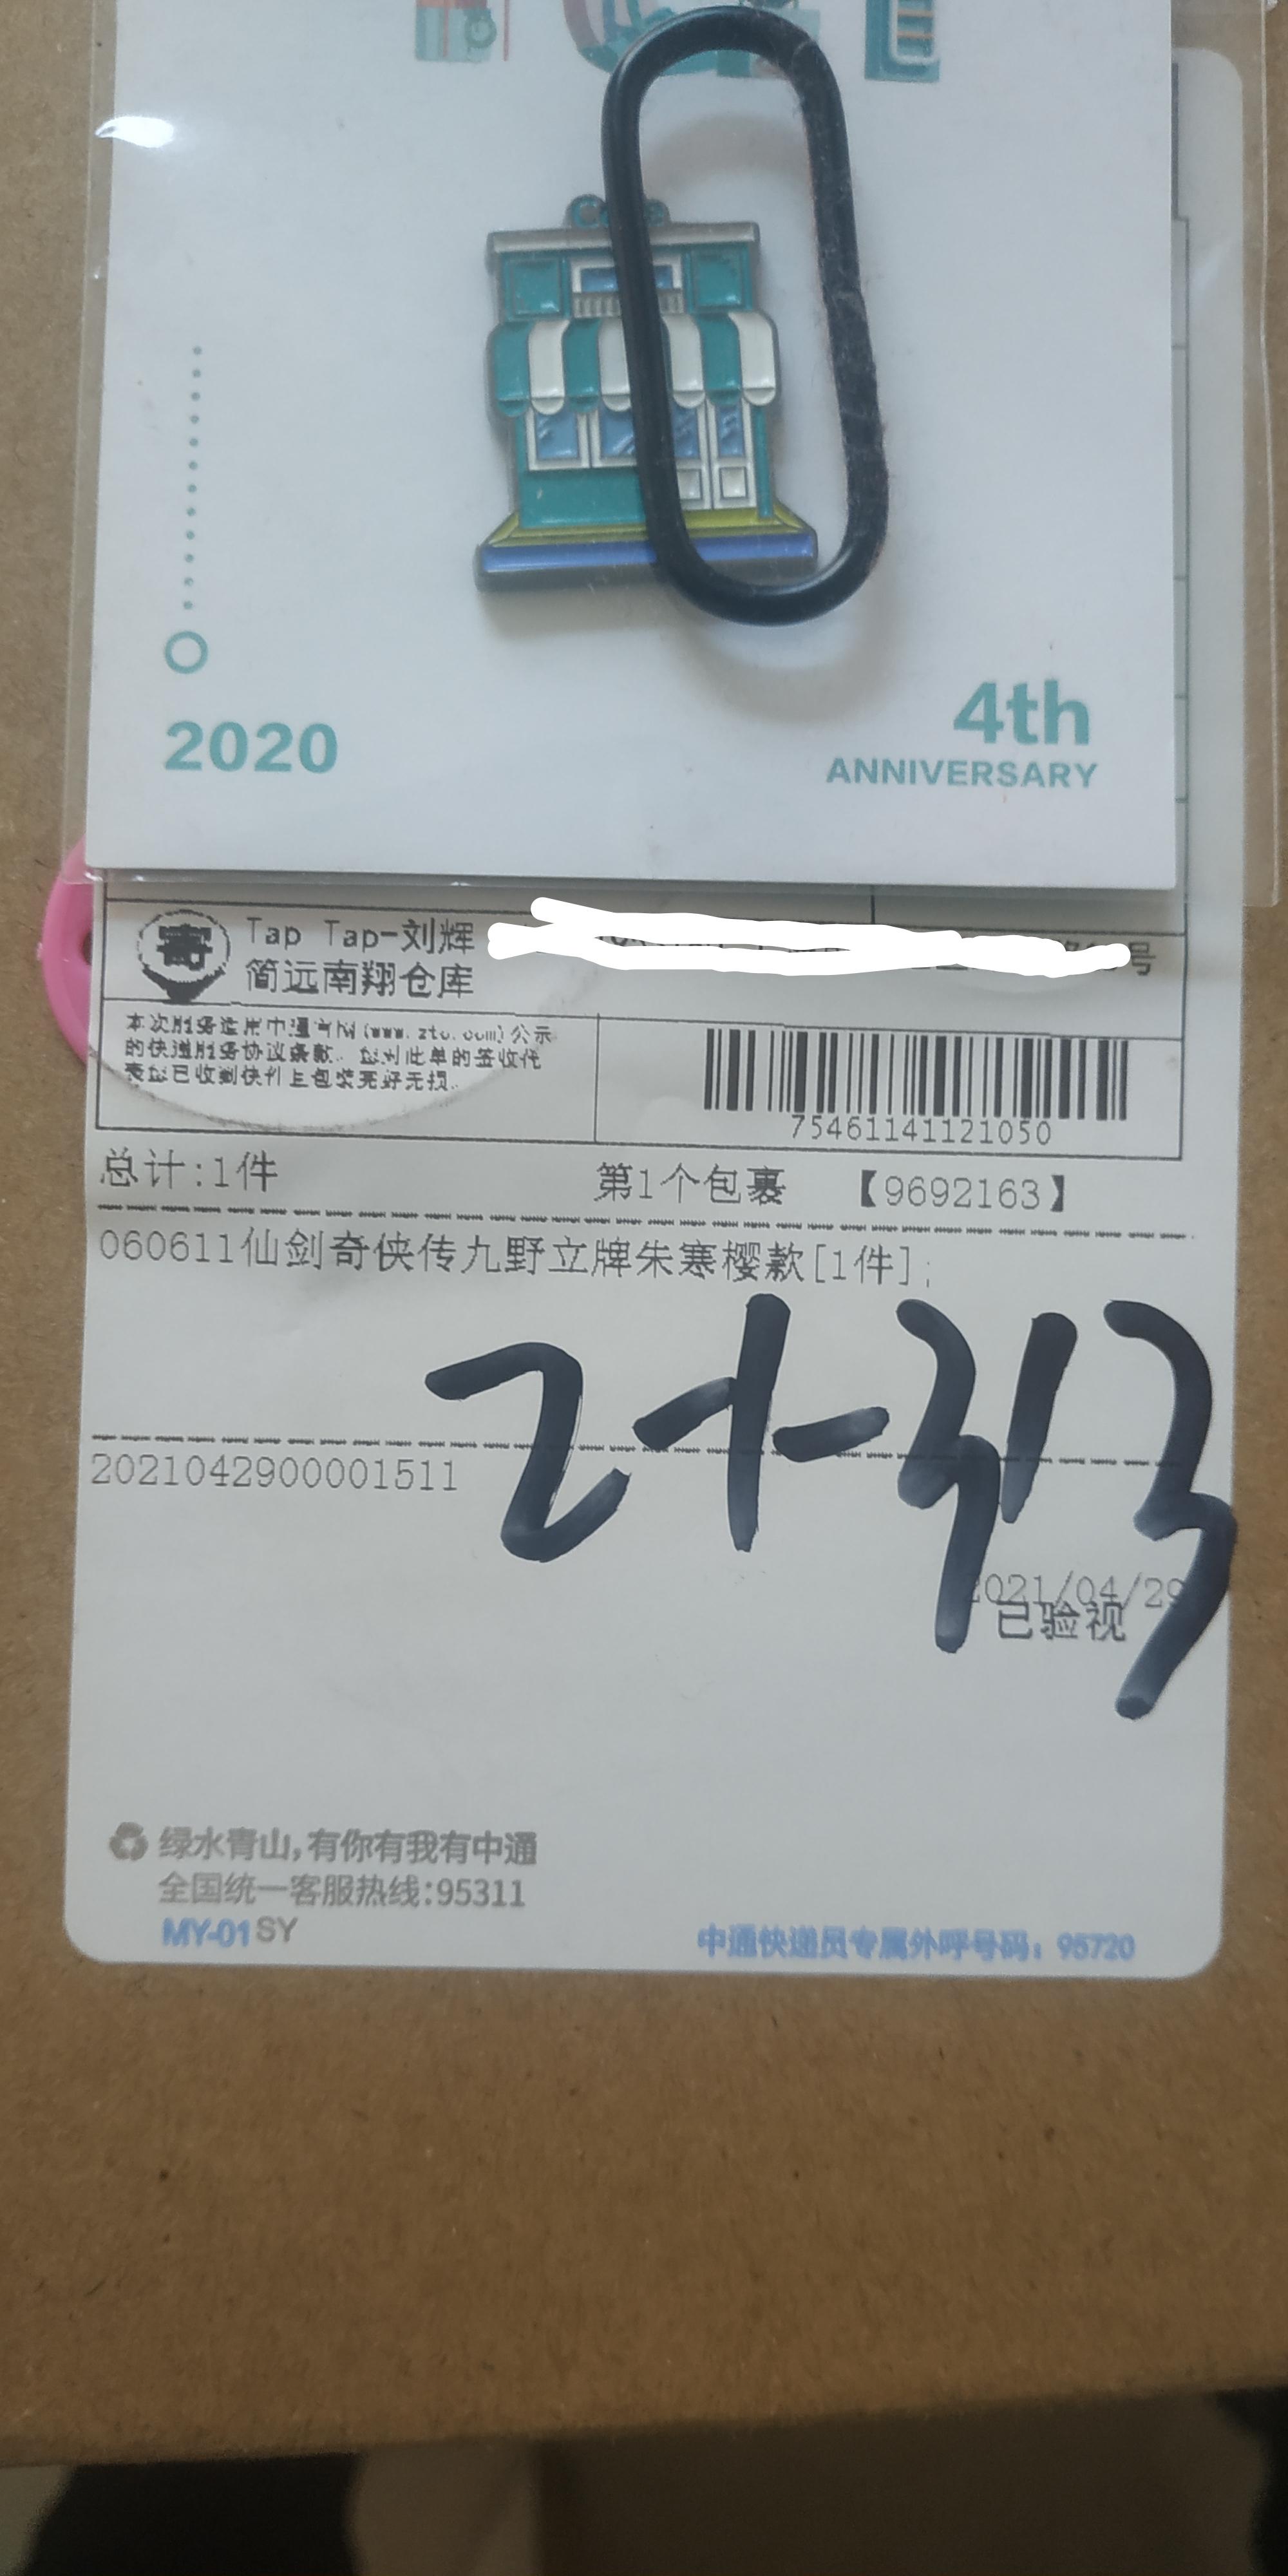 2020
4th
ANNIVERSARY
寄
Tap Tap-刘辉
简远南翔仓库
号
本次服务适用中通官网(www.zto.com)公示
的快递服务协议条款。您对此单的签收代
表您已收到快件且包装完好无损。
75461141121050
总计:1件 第1个包裹 【9692163】
060611仙剑奇侠传九野立牌朱寒樱款[1件];
21-313
2021042900001511
2021/04/29
已验视
绿水青山,有你有我有中通
全国统一客服热线:95311
MY-01SY
中通快递员专属外呼号码：95720